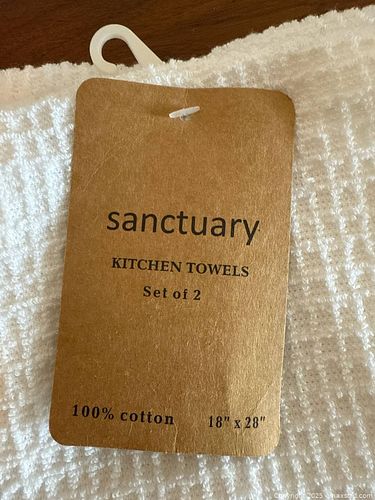 sanctuary
KITCHEN TOWELS
Set of 2
100% cotton 18" x 28"